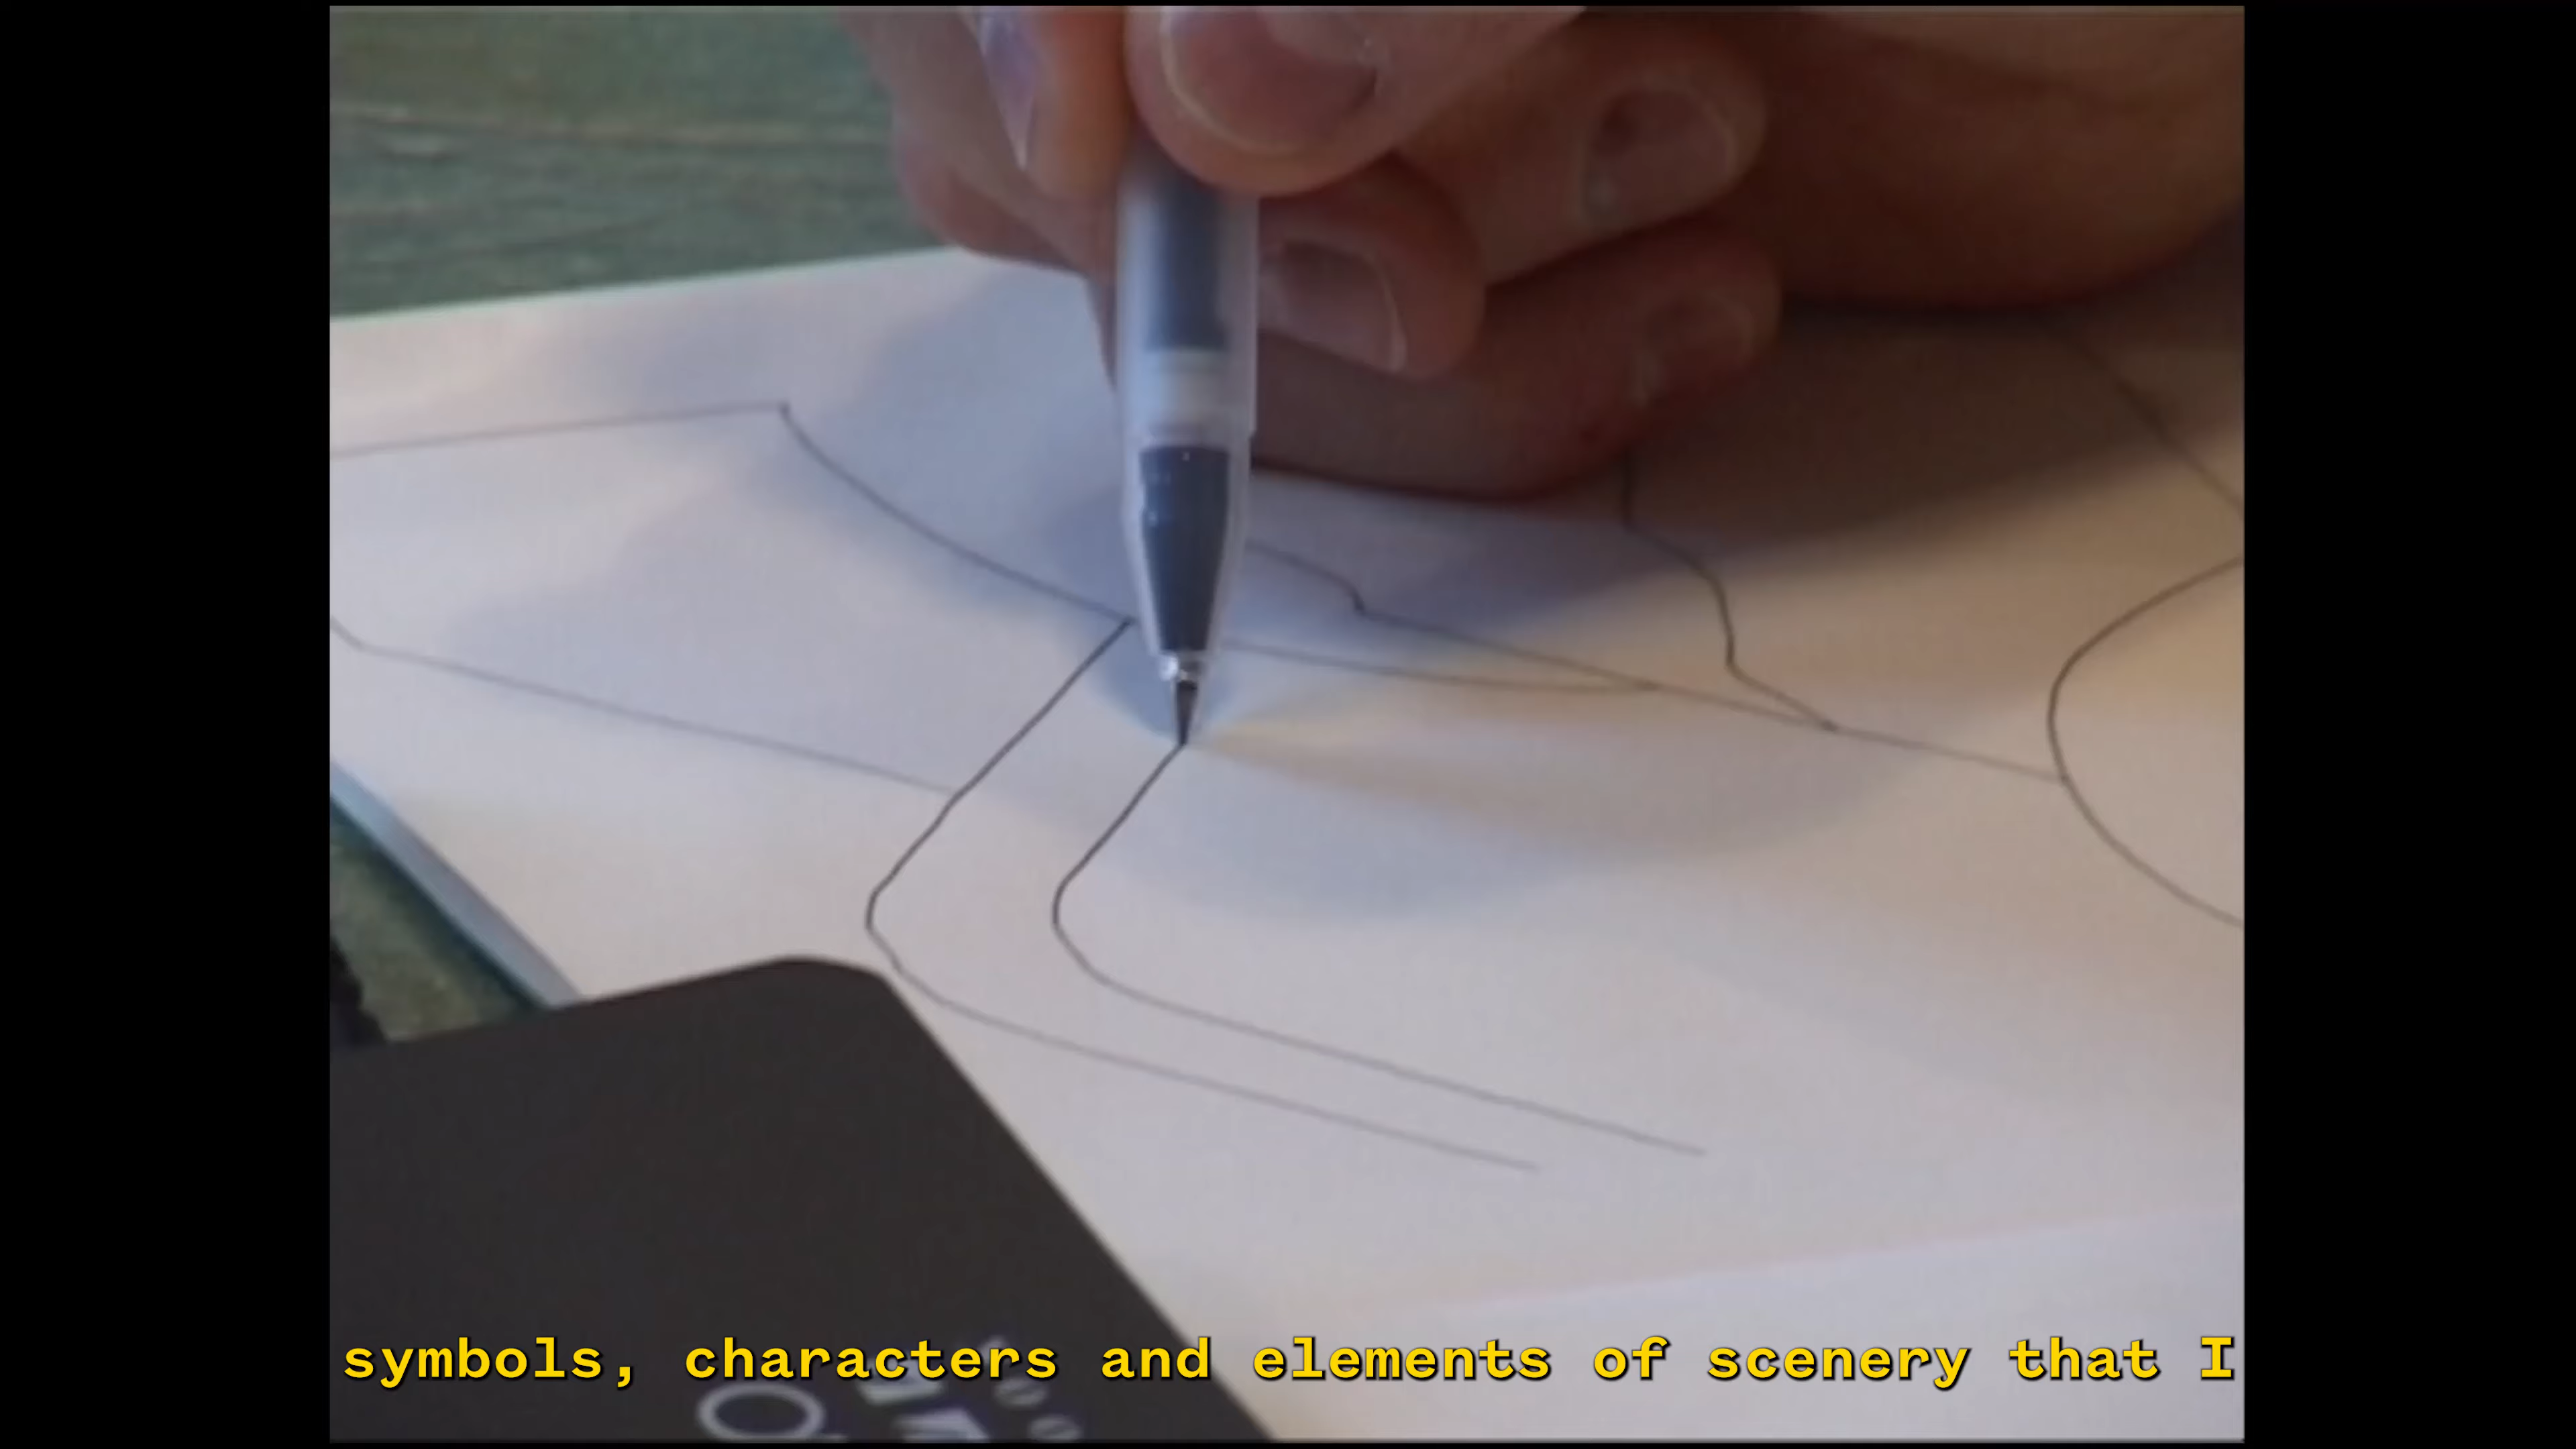 symbols, characters and elements of scenery that I